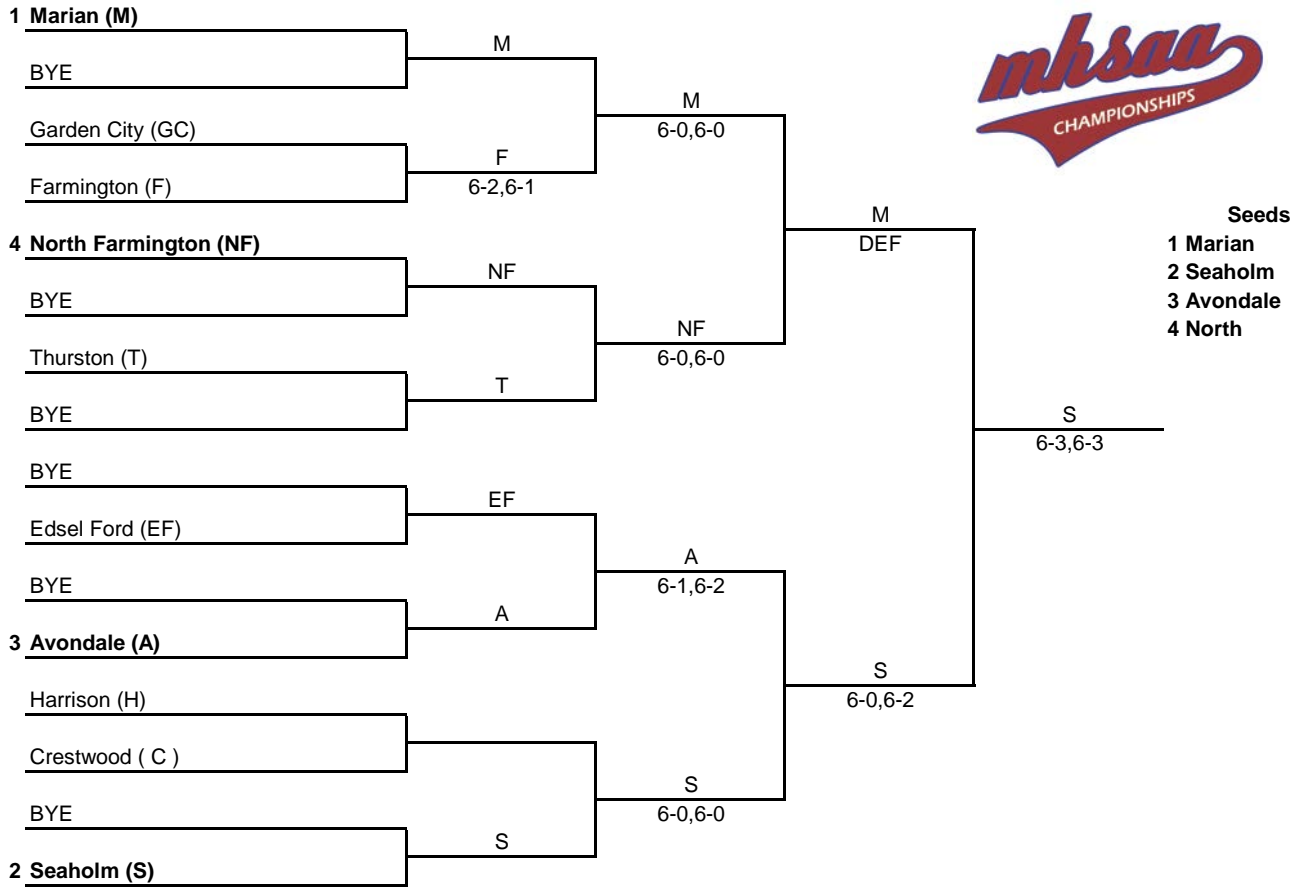 1 Marian (M)
M
BYE
M
6-0,6-0
Garden City (GC)
F
6-2,6-1
Farmington (F)
M
DEF
4 North Farmington (NF)
NF
BYE
NF
6-0,6-0
Thurston (T)
T
BYE
S
6-3,6-3
BYE
EF
Edsel Ford (EF)
A
6-1,6-2
BYE
A
3 Avondale (A)
S
6-0,6-2
Harrison (H)
Crestwood ( C )
S
6-0,6-0
BYE
S
2 Seaholm (S)
mhsaa
CHAMPIONSHIPS
Seeds
1 Marian
2 Seaholm
3 Avondale
4 North